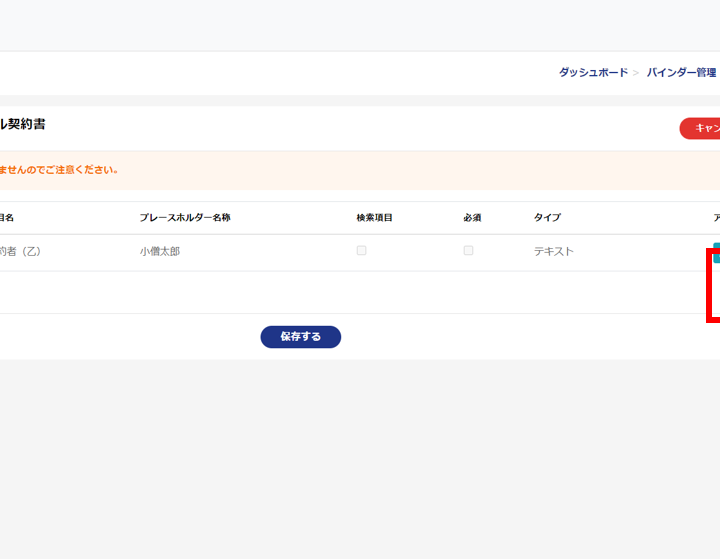 ダッシュボード > バインダー管理
ル契約書
キャン
ませんのでご注意ください。
目名 プレースホルダー名称 検索項目 必須 タイプ ア
約者（乙） 小僧太郎 テキスト
保存する